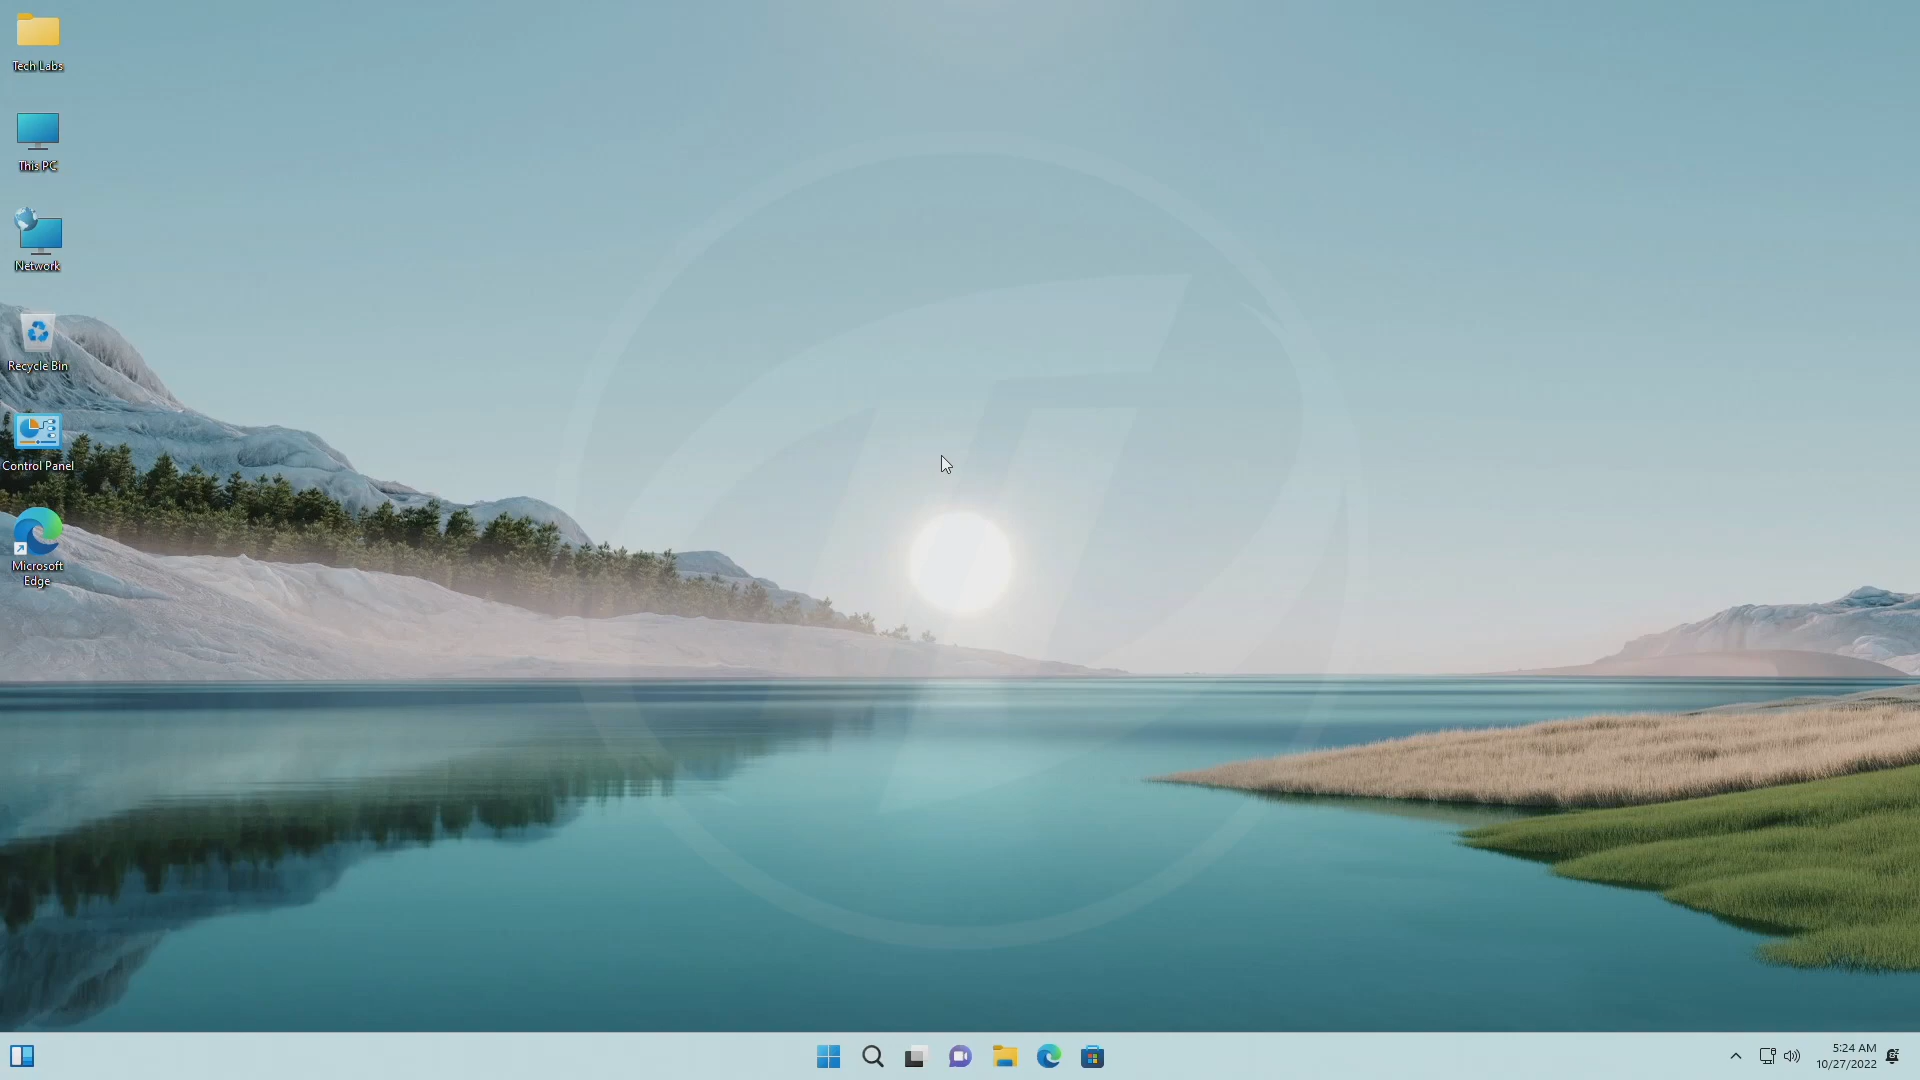 Tech Labs
This PC
Network
Recycle Bin
Control Panel
Microsoft
Edge
5:24 AM
10/27/2022